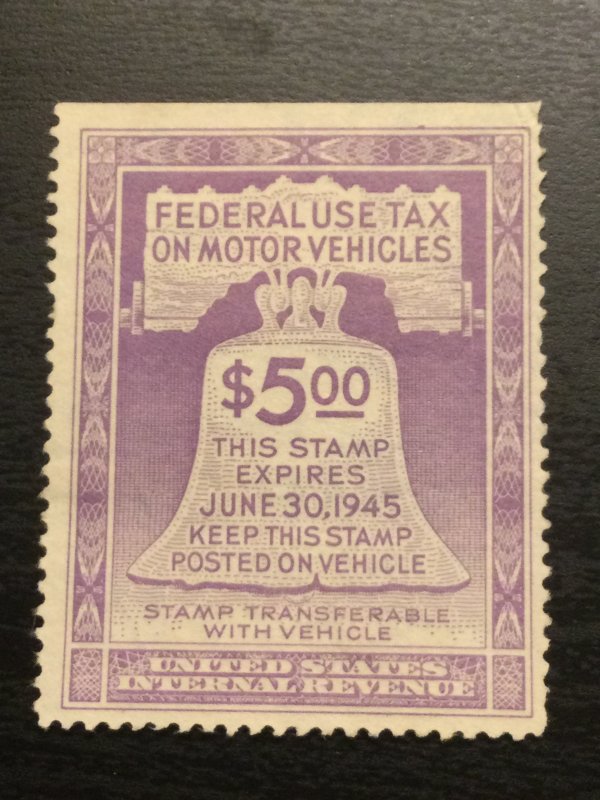 FEDERAL USE TAX
ON MOTOR VEHICLES
$5.00
THIS STAMP
EXPIRES
JUNE 30, 1945
KEEP THIS STAMP
POSTED ON VEHICLE
STAMP TRANSFERABLE
WITH VEHICLE
UNITED STATES
INTERNAL REVENUE